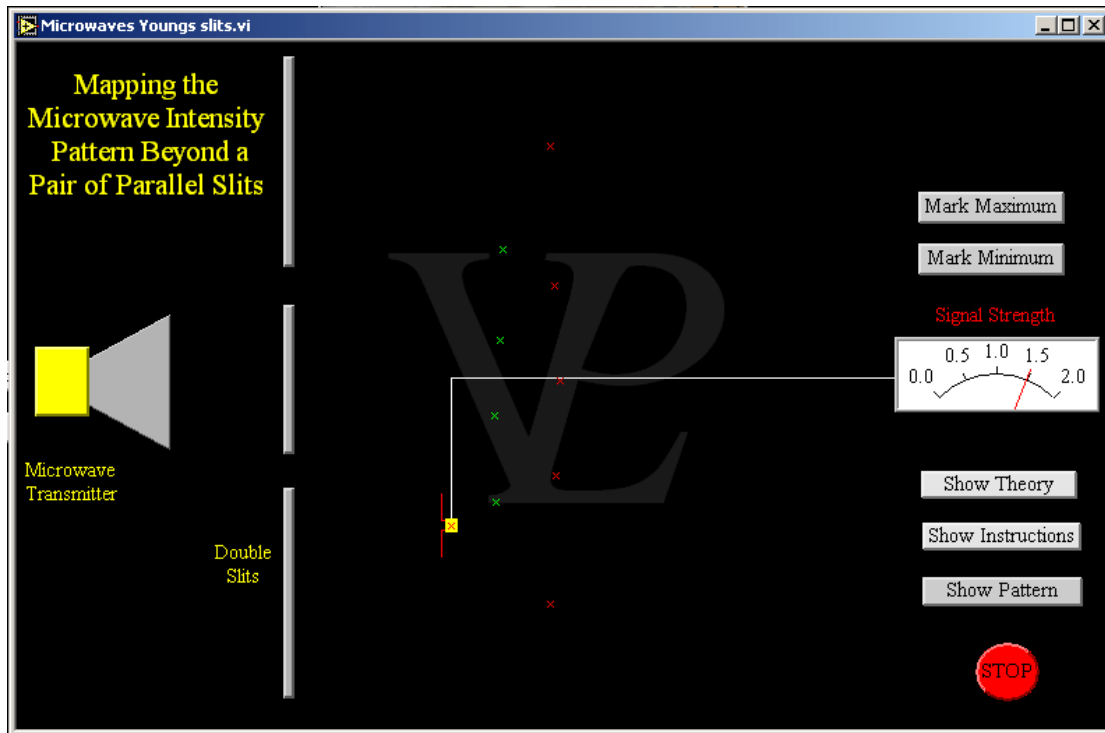 Microwaves Youngs slits.vi
Mapping the
Microwave Intensity
Pattern Beyond a
Pair of Parallel Slits
VPL
Mark Maximum
Mark Minimum
Signal Strength
0.0 0.5 1.0 1.5 2.0
Microwave
Transmitter
Double
Slits
Show Theory
Show Instructions
Show Pattern
STOP